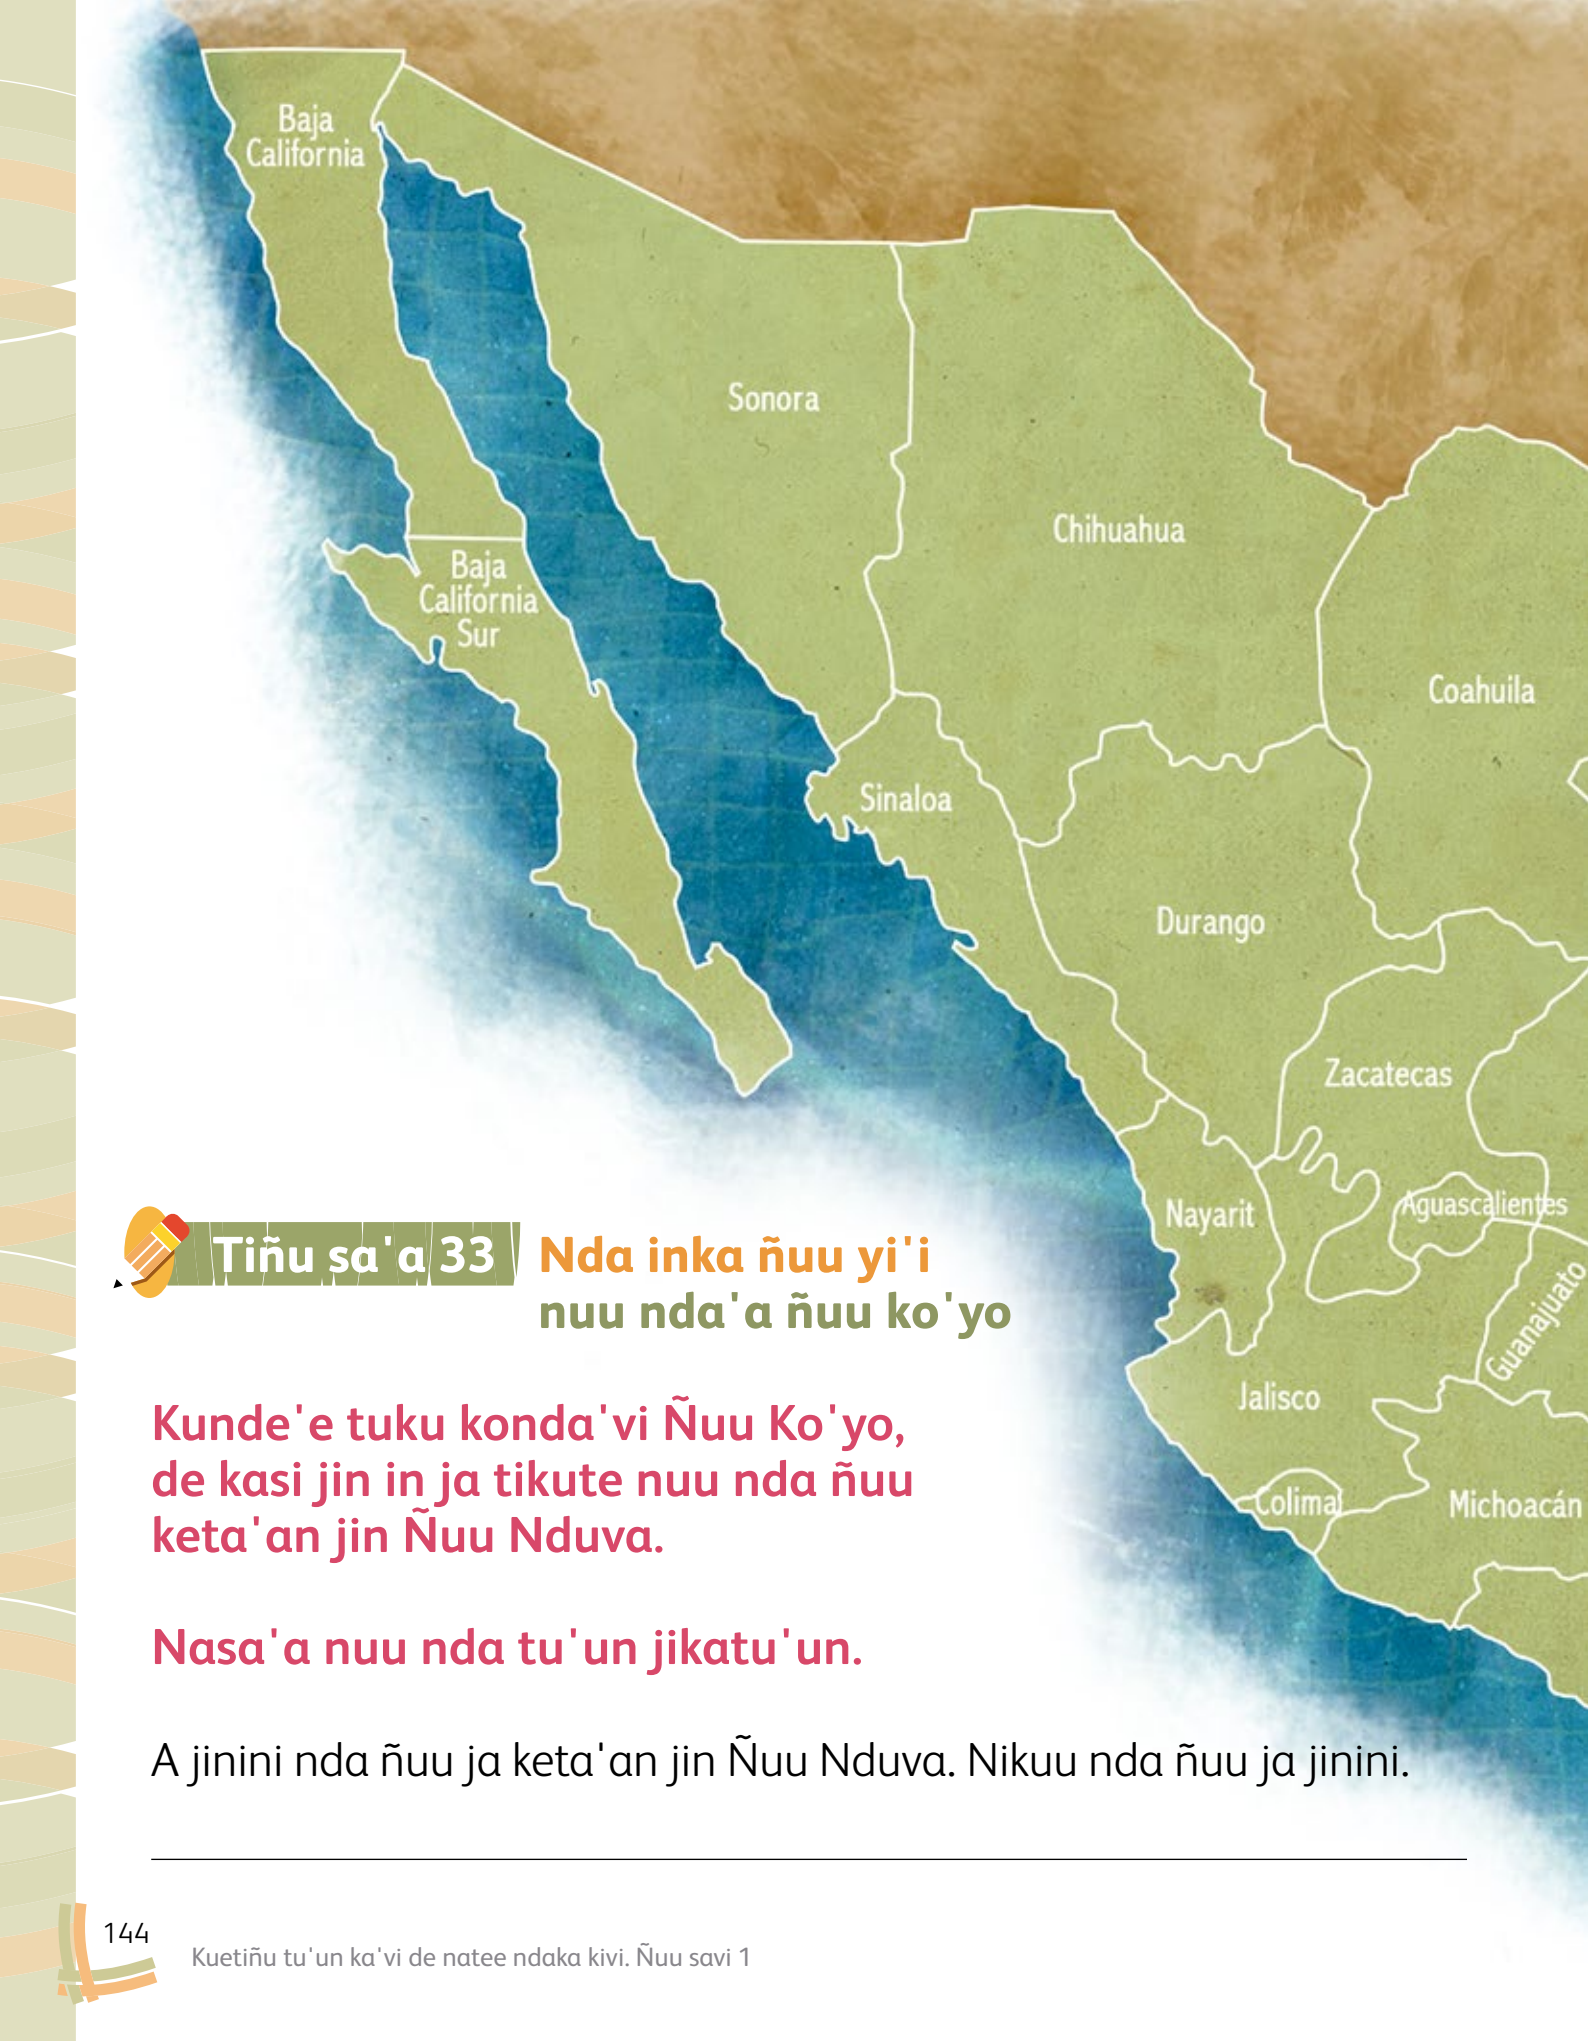 Baja
California
Sonora
Chihuahua
Baja
California
Sur
Coahuila
Sinaloa
Durango
Zacatecas
Nayarit
Aguascalientes
Guanajuato
Jalisco
Colima
Michoacán
Tiñu sa'a 33
Nda inka ñuu yi'i
nuu nda'a ñuu ko'yo
Kunde'e tuku konda'vi Ñuu Ko'yo,
de kasi jin in ja tikute nuu nda ñuu
keta'an jin Ñuu Nduva.
Nasa'a nuu nda tu'un jikatu'un.
A jinini nda ñuu ja keta'an jin Ñuu Nduva. Nikuu nda ñuu ja jinini.
144
Kuetiñu tu'un ka'vi de natee ndaka kivi. Ñuu savi 1